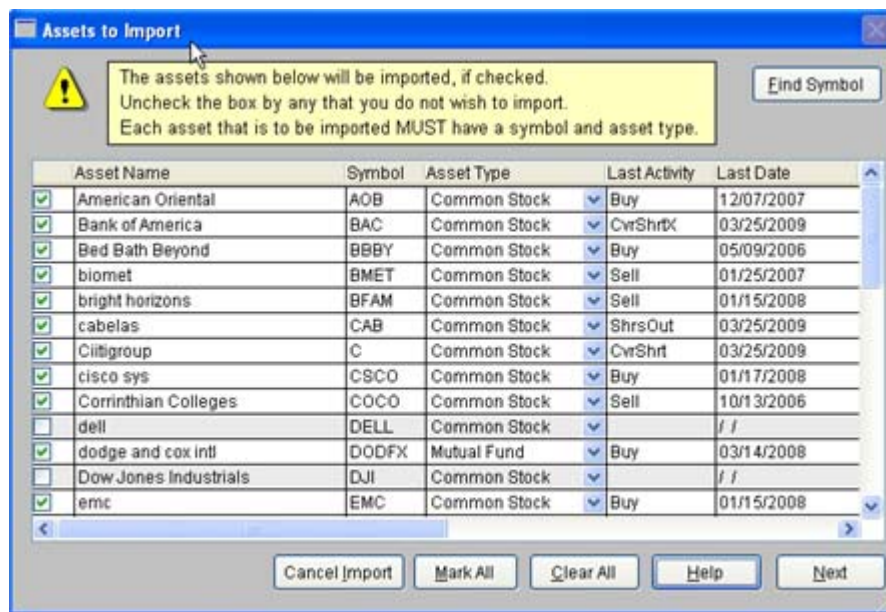 Assets to Import
The assets shown below will be imported, if checked.
Uncheck the box by any that you do not wish to import.
Each asset that is to be imported MUST have a symbol and asset type.
Find Symbol
Asset Name Symbol Asset Type Last Activity Last Date
American Oriental AOB Common Stock Buy 12/07/2007
Bank of America BAC Common Stock CvrShrtX 03/25/2009
Bed Bath Beyond BBBY Common Stock Buy 05/09/2006
biomet BMET Common Stock Sell 01/25/2007
bright horizons BFAM Common Stock Sell 01/15/2008
cabelas CAB Common Stock ShrsOut 03/25/2009
Ciitigroup C Common Stock CvrShrt 03/25/2009
cisco sys CSCO Common Stock Buy 01/17/2008
Corrinthian Colleges COCO Common Stock Sell 10/13/2006
dell DELL Common Stock / /
dodge and cox intl DODFX Mutual Fund Buy 03/14/2008
Dow Jones Industrials DJI Common Stock / /
emc EMC Common Stock Buy 01/15/2008
Cancel Import Mark All Clear All Help Next